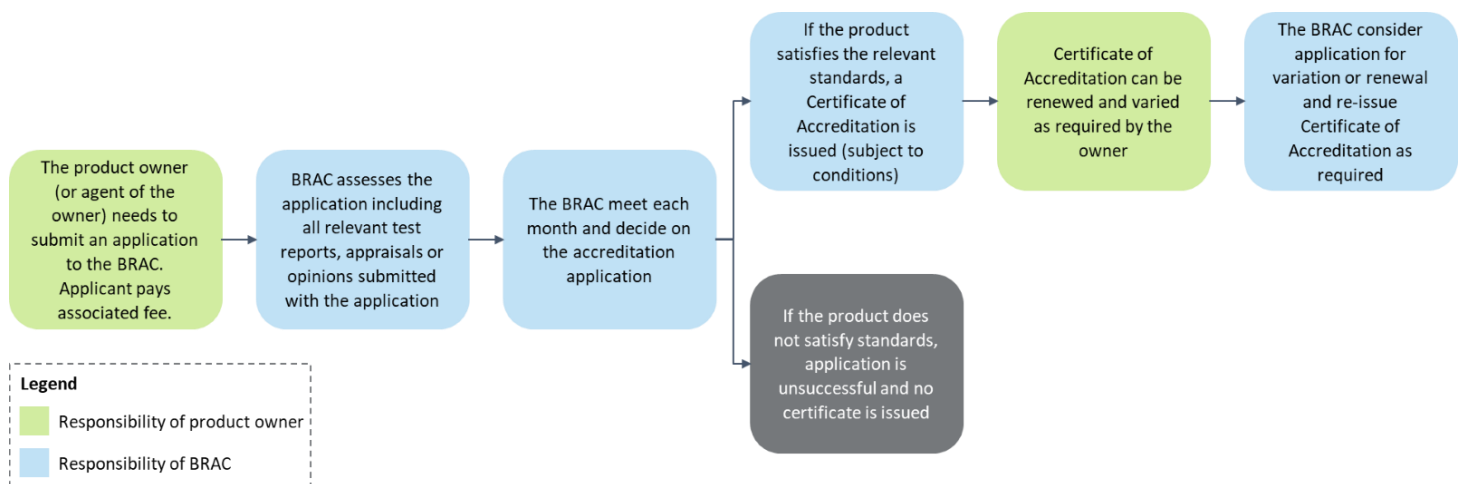 The product owner
(or agent of the
owner) needs to
submit an application
to the BRAC.
Applicant pays
associated fee.
BRAC assesses the
application including
all relevant test
reports, appraisals or
opinions submitted
with the application
The BRAC meet each
month and decide on
the accreditation
application
If the product
satisfies the relevant
standards, a
Certificate of
Accreditation is
issued (subject to
conditions)
Certificate of
Accreditation can be
renewed and varied
as required by the
owner
The BRAC consider
application for
variation or renewal
and re-issue
Certificate of
Accreditation as
required
If the product does
not satisfy standards,
application is
unsuccessful and no
certificate is issued
Legend
Responsibility of product owner
Responsibility of BRAC